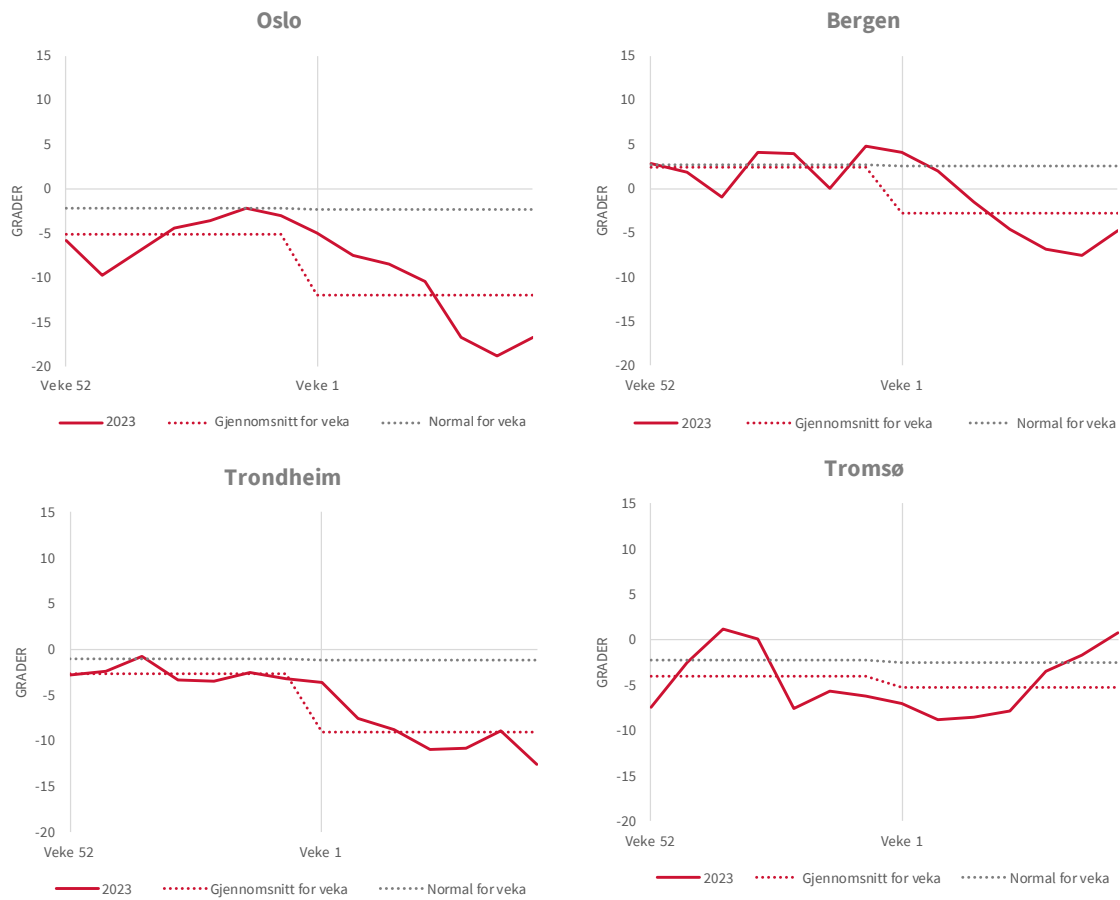 Oslo
15
10
5
0
-5
-10
-15
-20
GRADER
Veke 52
Veke 1
2023
Gjennomsnitt for veka
Normal for veka
Bergen
15
10
5
0
-5
-10
-15
-20
GRADER
Veke 52
Veke 1
2023
Gjennomsnitt for veka
Normal for veka
Trondheim
15
10
5
0
-5
-10
-15
-20
GRADER
Veke 52
Veke 1
2023
Gjennomsnitt for veka
Normal for veka
Tromsø
15
10
5
0
-5
-10
-15
-20
GRADER
Veke 52
Veke 1
2023
Gjennomsnitt for veka
Normal for veka